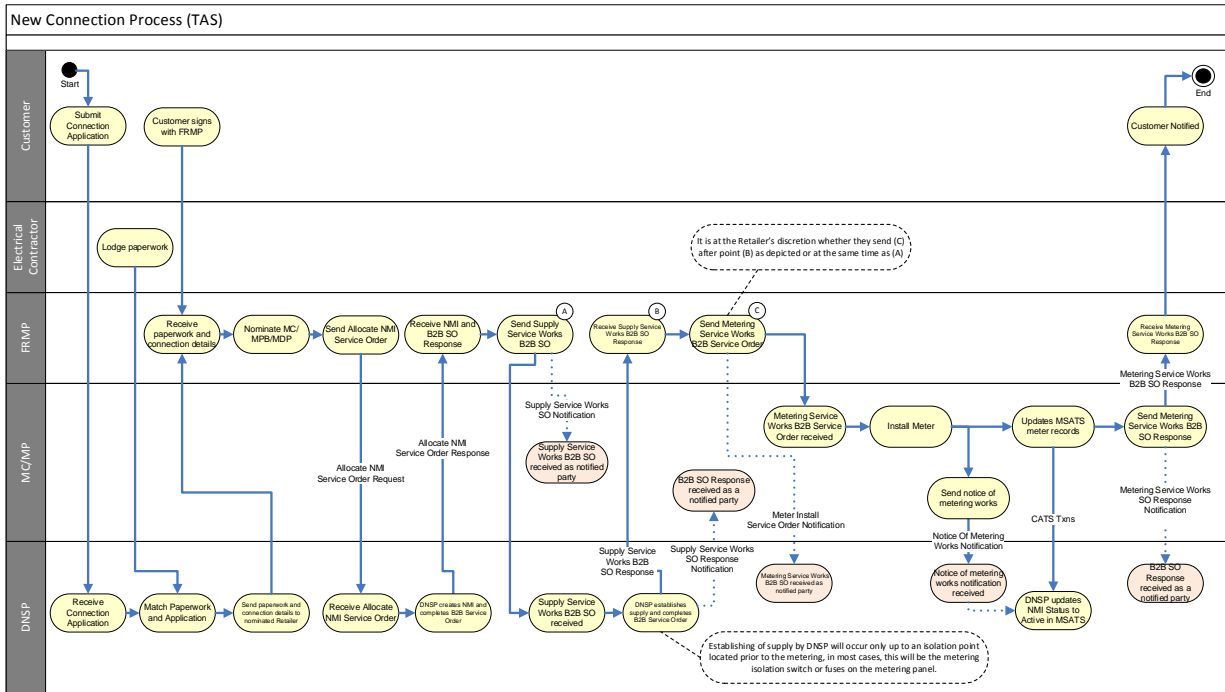 New Connection Process (TAS)
Customer
Start
End
Submit
Connection
Application
Customer signs
with FRMP
Customer Notified
Electrical
Contractor
Lodge paperwork
It is at the Retailer's discretion whether they send (C)
after point (B) as depicted or at the same time as (A)
FRMP
A
B
C
Receive
paperwork and
connection details
Nominate MC/
MPB/MDP
Send Allocate NMI
Service Order
Receive NMI and
B2B SO
Response
Send Supply
Service Works
B2B SO
Receive Supply Service
Works B2B SO
Response
Send Metering
Service Works
B2B Service Order
Receive Metering
Service Works B2B SO
Response
MC/MP
Metering Service Works
B2B SO Response
Supply Service Works
SO Notification
Metering Service
Works B2B Service
Order received
Install Meter
Updates MSATS
meter records
Send Metering
Service Works B2B
SO Response
Allocate NMI
Service Order Response
Supply Service
Works B2B SO
received as notified
party
Allocate NMI
Service Order Request
B2B SO Response
received as a
notified party
Send notice of
metering works
Metering Service Works
SO Response
Notification
Meter Install
Service Order Notification
CATS Txns
Notice Of Metering
Works Notification
DNSP
Supply Service
Works B2B
SO Response
Supply Service Works
SO Response
Notification
Metering Service Works
B2B SO received as
notified party
Notice of metering
works notification
received
B2B SO
Response
received as a
notified party
Receive
Connection
Application
Match Paperwork
and Application
Send paperwork and
connection details to
nominated Retailer
Receive Allocate
NMI Service Order
DNSP creates NMI and
completes B2B Service
Order
Supply Service
Works B2B SO
received
DNSP establishes
supply and completes
B2B Service Order
DNSP updates
NMI Status to
Active in MSATS
Establishing of supply by DNSP will occur only up to an isolation point
located prior to the metering, in most cases, this will be the metering
isolation switch or fuses on the metering panel.